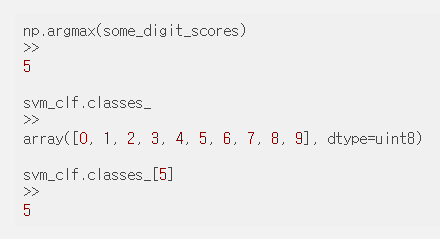 np.argmax(some_digit_scores)
>>
5
svm_clf.classes_
>>
array([0, 1, 2, 3, 4, 5, 6, 7, 8, 9], dtype=uint8)
svm_clf.classes_[5]
>>
5